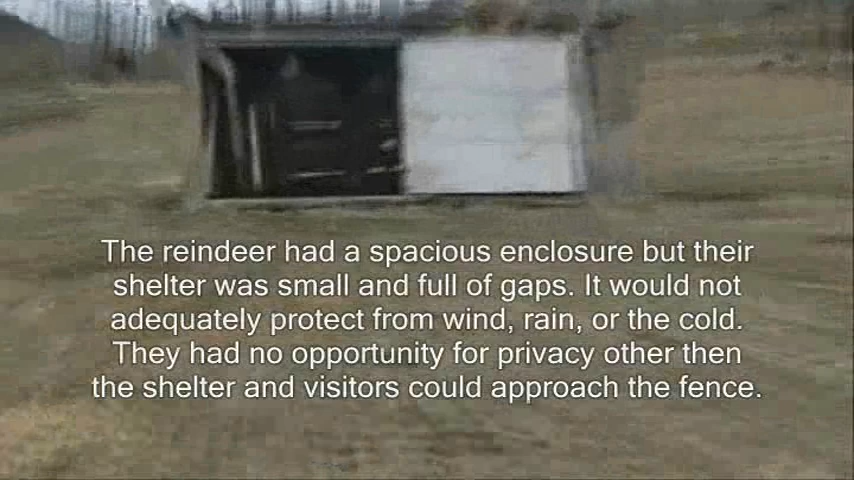 The reindeer had a spacious enclosure but their
shelter was small and full of gaps. It would not
adequately protect from wind, rain, or the cold.
They had no opportunity for privacy other then
the shelter and visitors could approach the fence.